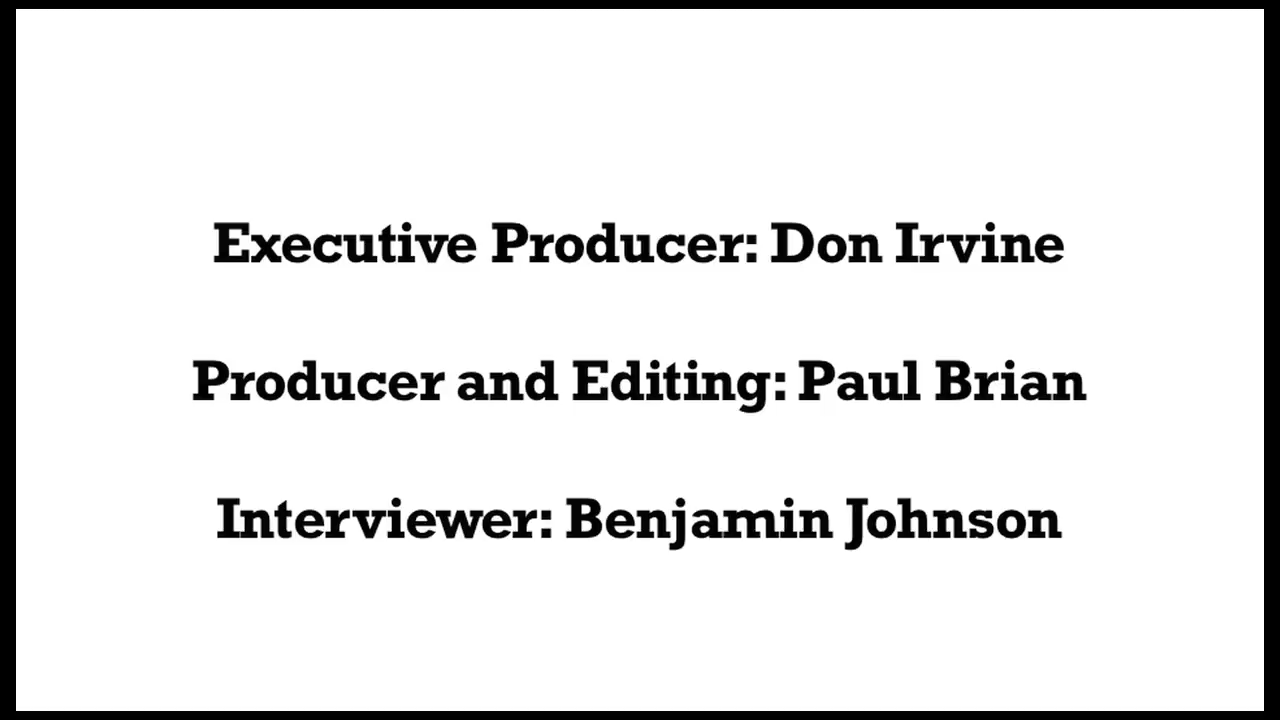 Executive Producer: Don Irvine
Producer and Editing: Paul Brian
Interviewer: Benjamin Johnson